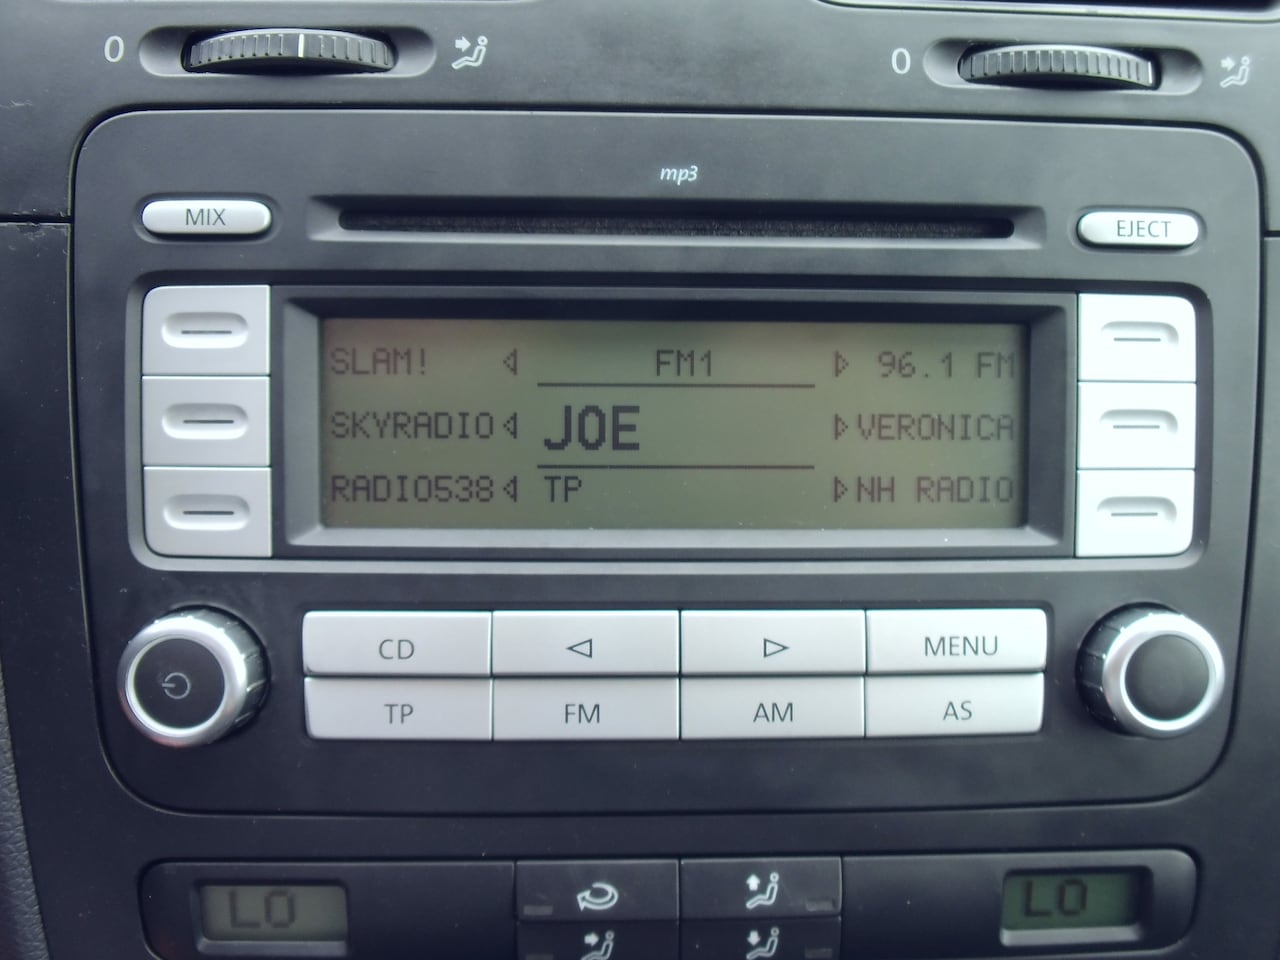 0
0
mp3
MIX
EJECT
SLAM! FM1 96.1 FM
SKYRADIO JOE VERONICA
RADIO538 TP NH RADIO
CD MENU
TP FM AM AS
LO LO